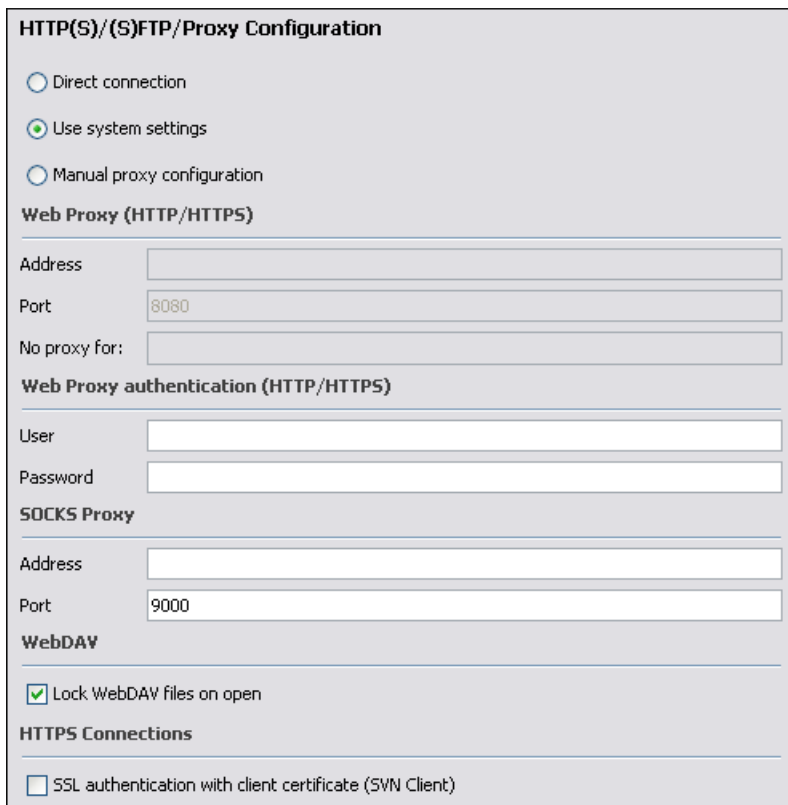 HTTP(S)/(S)FTP/Proxy Configuration
Direct connection
Use system settings
Manual proxy configuration
Web Proxy (HTTP/HTTPS)
Address
Port 8080
No proxy for:
Web Proxy authentication (HTTP/HTTPS)
User
Password
SOCKS Proxy
Address
Port 9000
WebDAV
Lock WebDAV files on open
HTTPS Connections
SSL authentication with client certificate (SVN Client)